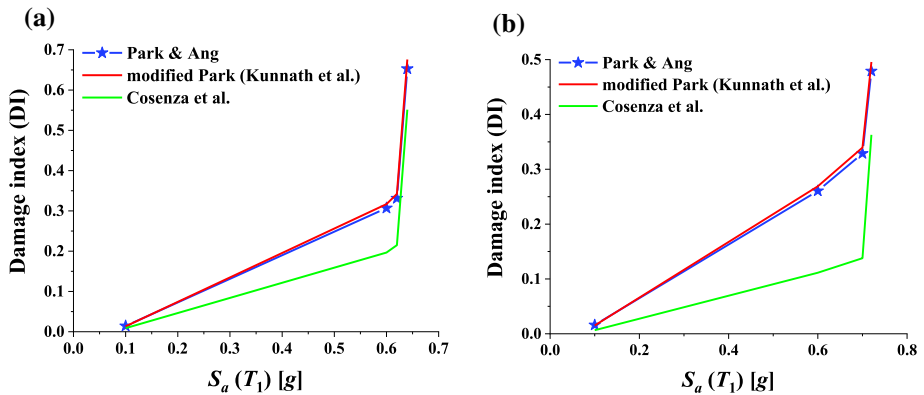 (a)
Park & Ang
modified Park (Kunnath et al.)
Cosenza et al.
Damage index (DI)
0.7
0.6
0.5
0.4
0.3
0.2
0.1
0.0
0.0 0.1 0.2 0.3 0.4 0.5 0.6 0.7
Sa (T1) [g]
(b)
Park & Ang
modified Park (Kunnath et al.)
Cosenza et al.
Damage index (DI)
0.5
0.4
0.3
0.2
0.1
0.0
0.0 0.2 0.4 0.6 0.8
Sa (T1) [g]